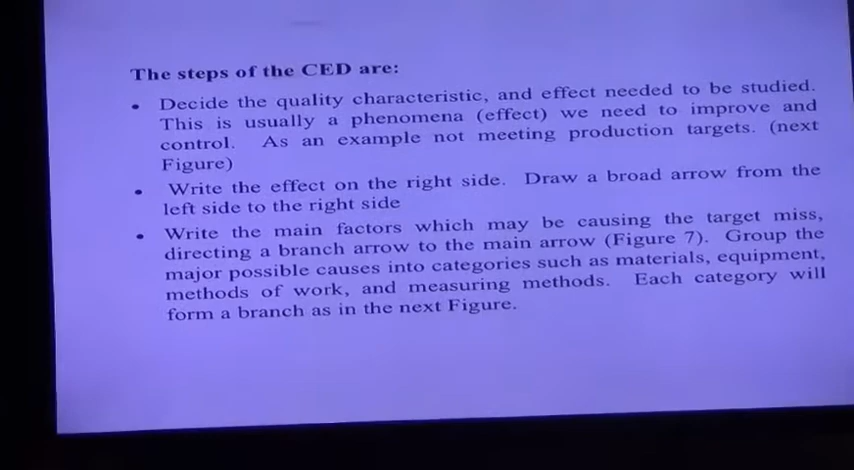 The steps of the CED are:
• Decide the quality characteristic, and effect needed to be studied.
This is usually a phenomena (effect) we need to improve and
control. As an example not meeting production targets. (next
Figure)
• Write the effect on the right side. Draw a broad arrow from the
left side to the right side
• Write the main factors which may be causing the target miss,
directing a branch arrow to the main arrow (Figure 7). Group the
major possible causes into categories such as materials, equipment,
methods of work, and measuring methods. Each category will
form a branch as in the next Figure.